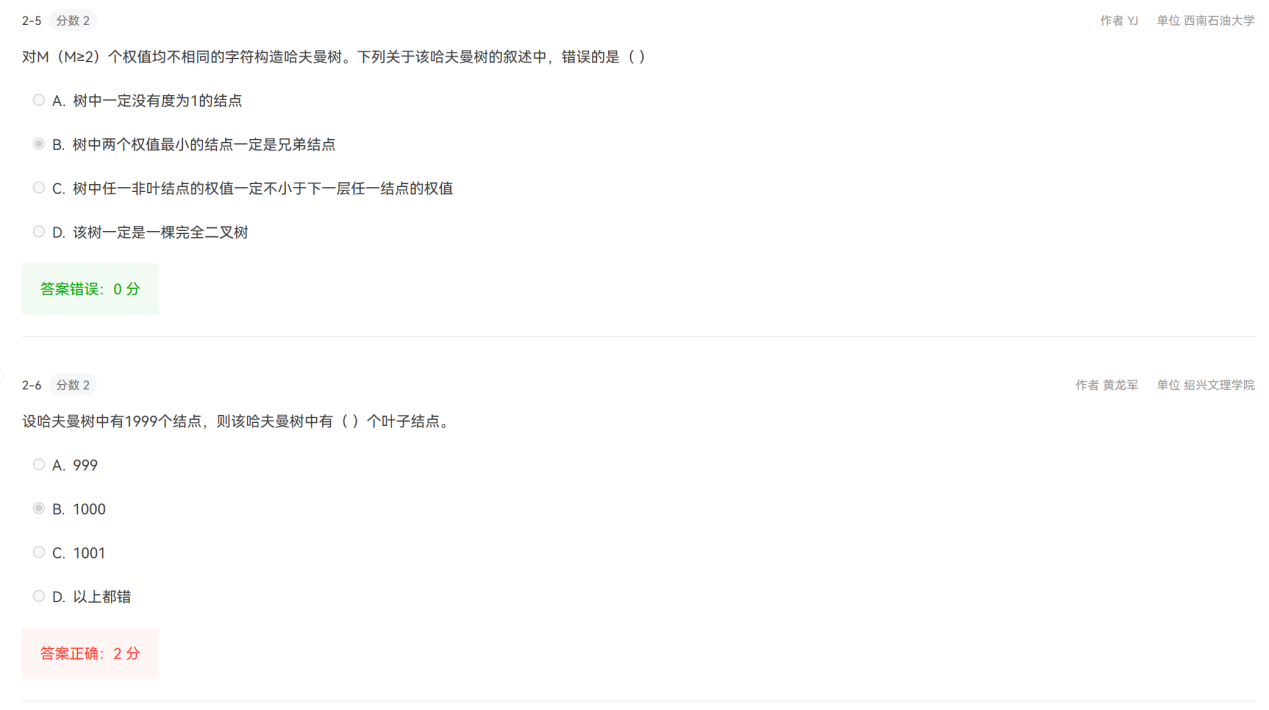 2-5 分数 2 作者 YJ 单位 西南石油大学
对M（M≥2）个权值均不相同的字符构造哈夫曼树。下列关于该哈夫曼树的叙述中，错误的是（ ）
A. 树中一定没有度为1的结点
B. 树中两个权值最小的结点一定是兄弟结点
C. 树中任一非叶结点的权值一定不小于下一层任一结点的权值
D. 该树一定是一棵完全二叉树
答案错误：0 分
2-6 分数 2 作者 黄龙军 单位 绍兴文理学院
设哈夫曼树中有1999个结点，则该哈夫曼树中有（ ）个叶子结点。
A. 999
B. 1000
C. 1001
D. 以上都错
答案正确：2 分